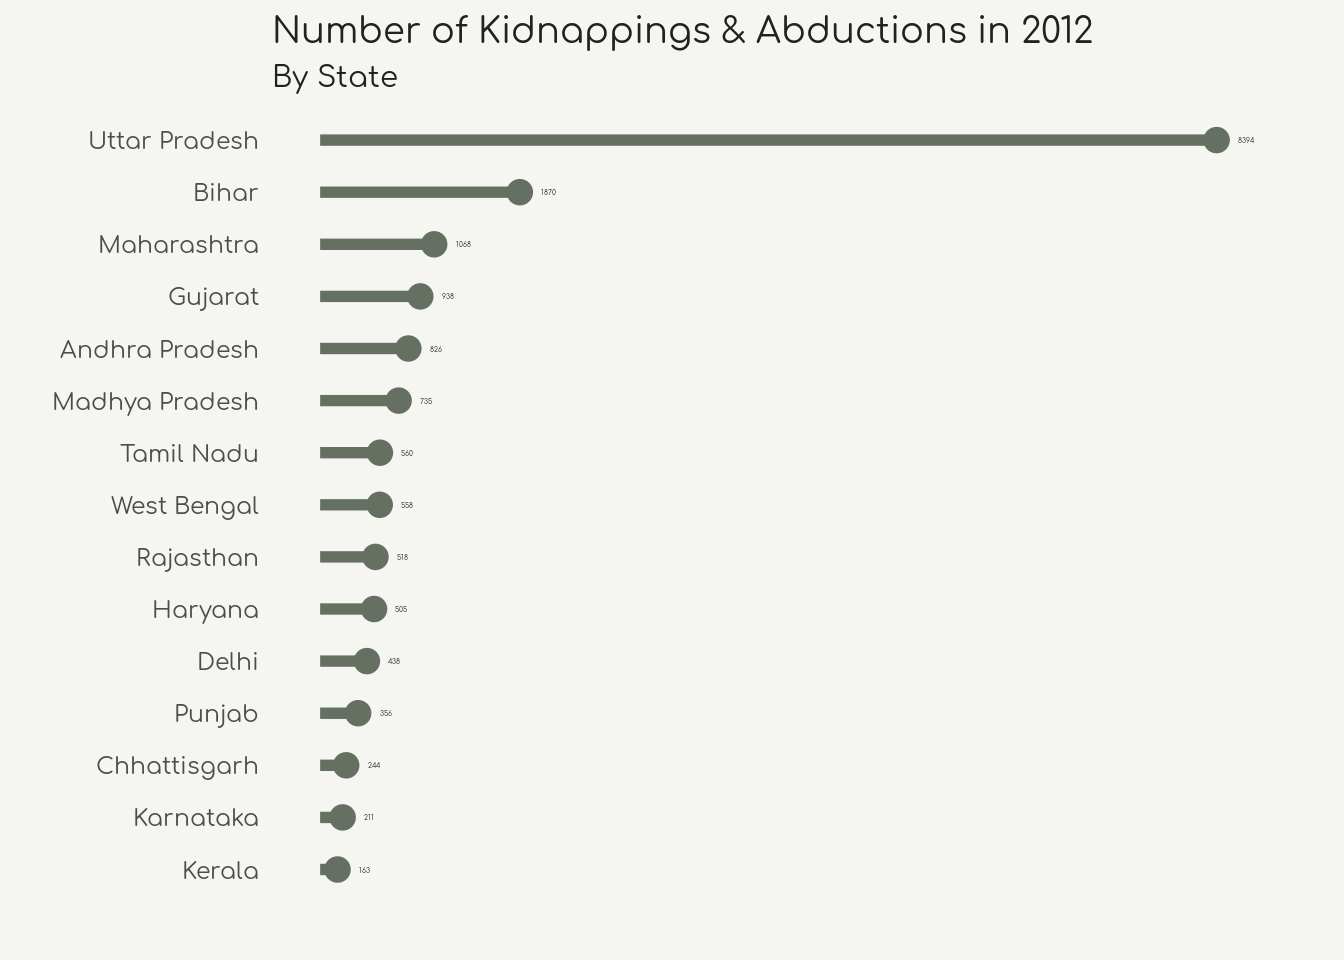 Number of Kidnappings & Abductions in 2012
By State
Uttar Pradesh 8394
Bihar 1870
Maharashtra 1068
Gujarat 938
Andhra Pradesh 826
Madhya Pradesh 735
Tamil Nadu 560
West Bengal 558
Rajasthan 518
Haryana 505
Delhi 438
Punjab 356
Chhattisgarh 244
Karnataka 211
Kerala 163